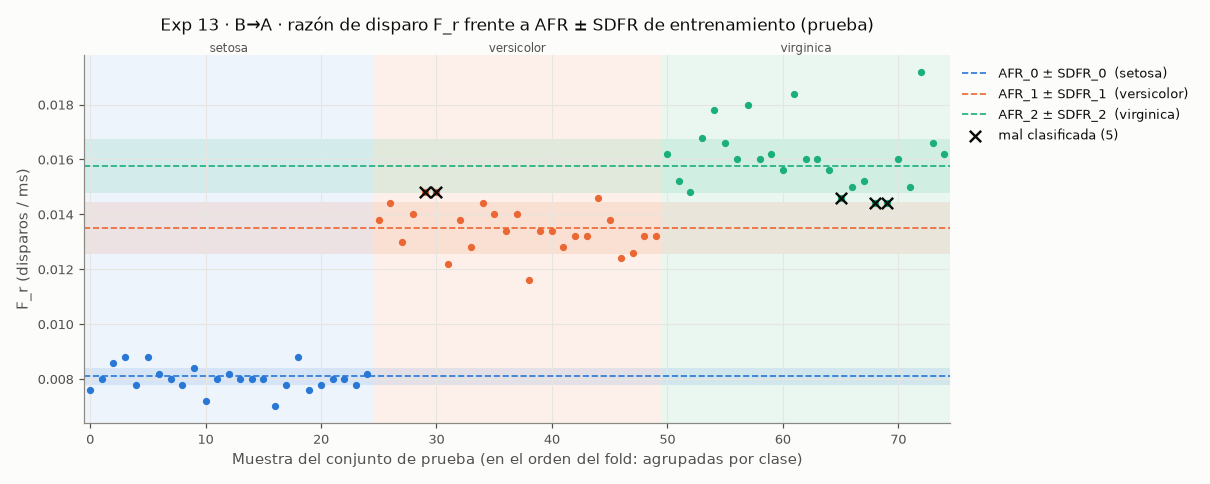 Exp 13 · B→A · razón de disparo F_r frente a AFR ± SDFR de entrenamiento (prueba)
setosa
versicolor
virginica
AFR_0 ± SDFR_0 (setosa)
AFR_1 ± SDFR_1 (versicolor)
AFR_2 ± SDFR_2 (virginica)
mal clasificada (5)
F_r (disparos / ms)
0.018
0.016
0.014
0.012
0.010
0.008
0
10
20
30
40
50
60
70
Muestra del conjunto de prueba (en el orden del fold: agrupadas por clase)